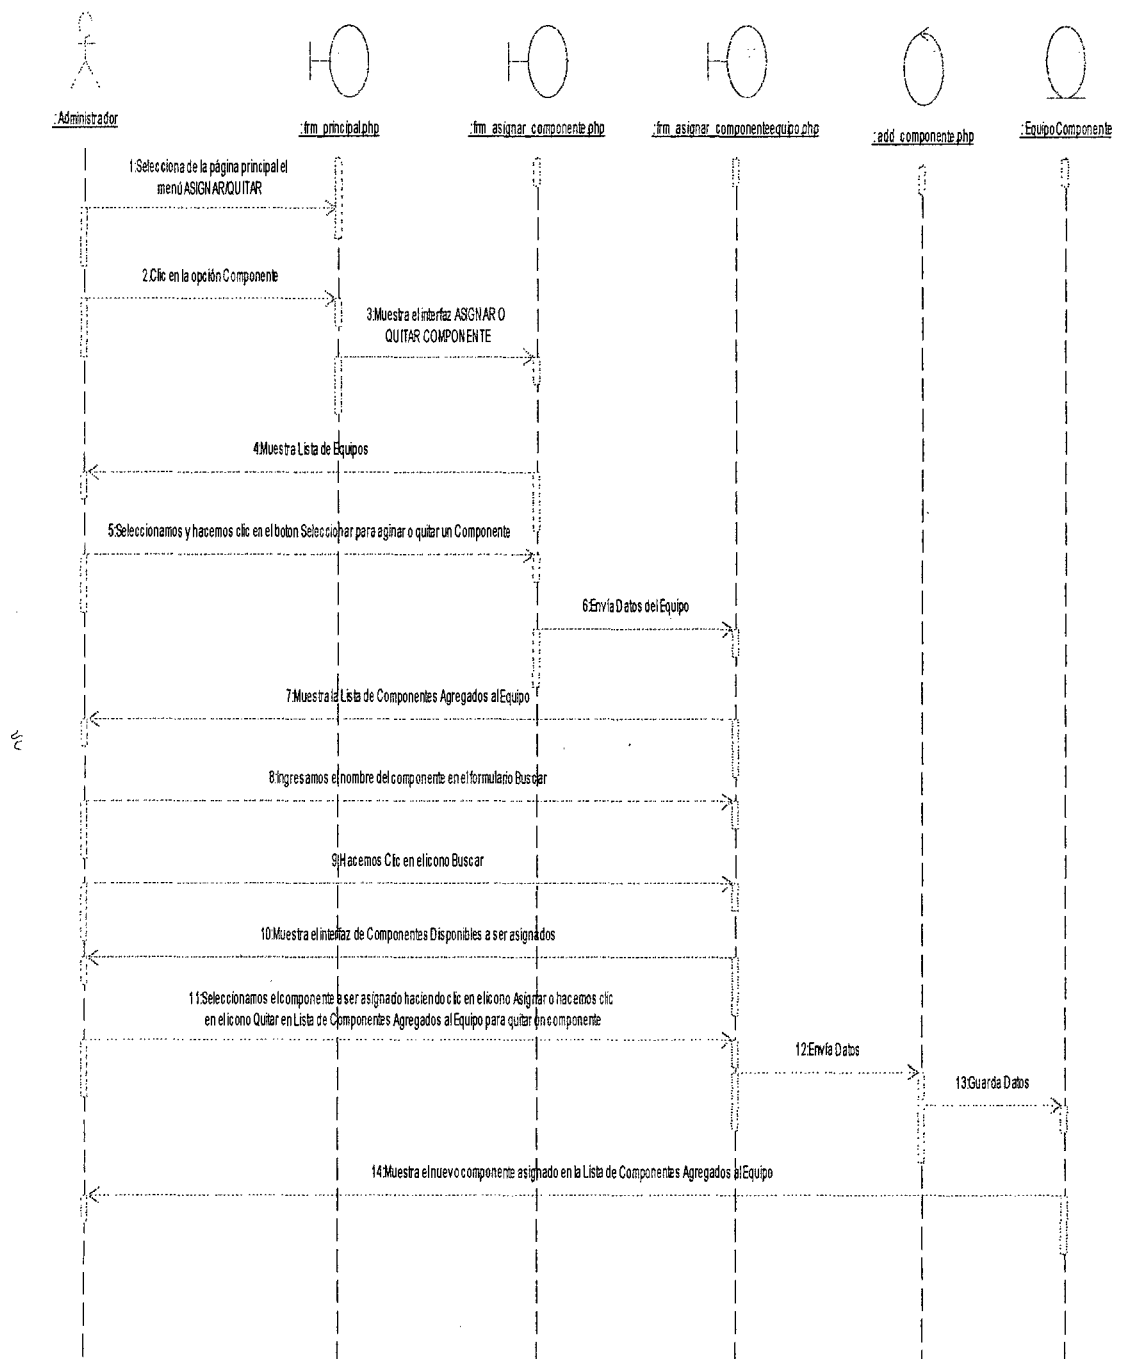 :Administrador
:frm_principal.php
:frm_asignar_componente.php
:frm_asignar_componenteequipo.php
:add_componente.php
:EquipoComponente
1:Selecciona de la página principal el
menú ASIGNAR/QUITAR
2:Clic en la opción Componente
3:Muestra el interfaz ASIGNAR O
QUITAR COMPONENTE
4:Muestra Lista de Equipos
5:Seleccionamos y hacemos clic en el boton Seleccionar para aginar o quitar un Componente
6:Envía Datos del Equipo
7:Muestra la Lista de Componentes Agregados al Equipo
8:Ingresamos el nombre del componente en el formulario Buscar
9:Hacemos Clic en el icono Buscar
10:Muestra el interfaz de Componentes Disponibles a ser asignados
11:Seleccionamos el componente a ser asignado haciendo clic en el icono Asignar o hacemos clic
en el icono Quitar en Lista de Componentes Agregados al Equipo para quitar un componente
12:Envía Datos
13:Guarda Datos
14:Muestra el nuevo componente asignado en la Lista de Componentes Agregados al Equipo